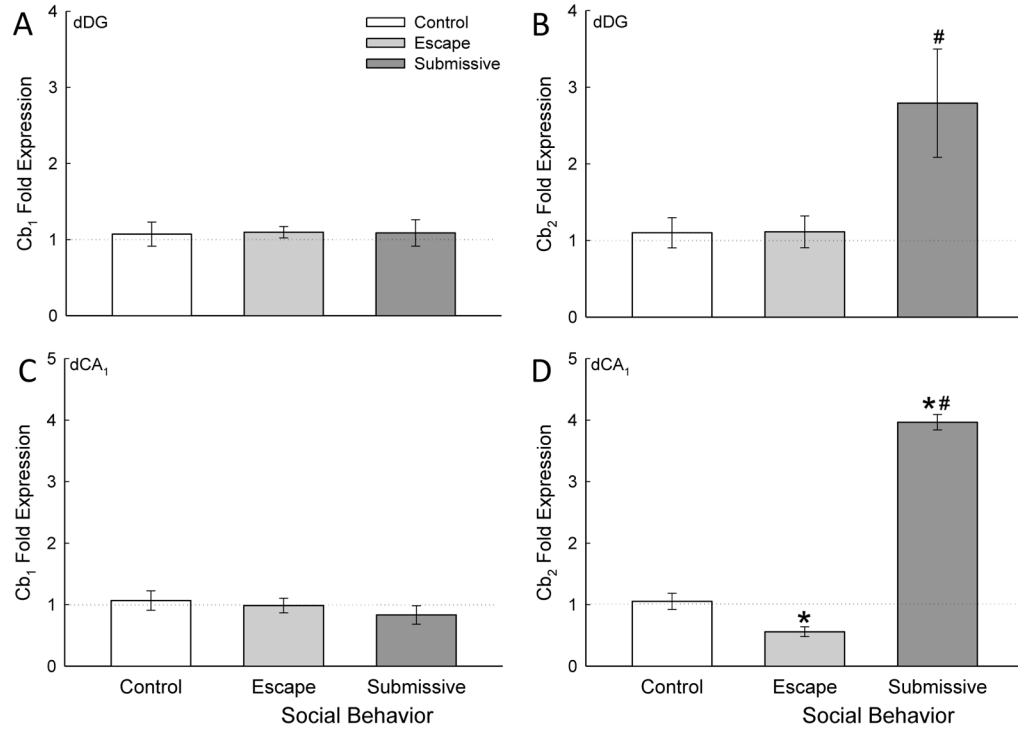 A
dDG
Control
Escape
Submissive
Cb₁ Fold Expression
4
3
2
1
0
B
dDG
#
Cb₂ Fold Expression
4
3
2
1
0
C
dCA₁
Cb₁ Fold Expression
5
4
3
2
1
0
Control Escape Submissive
Social Behavior
D
dCA₁
*#
*
Cb₂ Fold Expression
5
4
3
2
1
0
Control Escape Submissive
Social Behavior